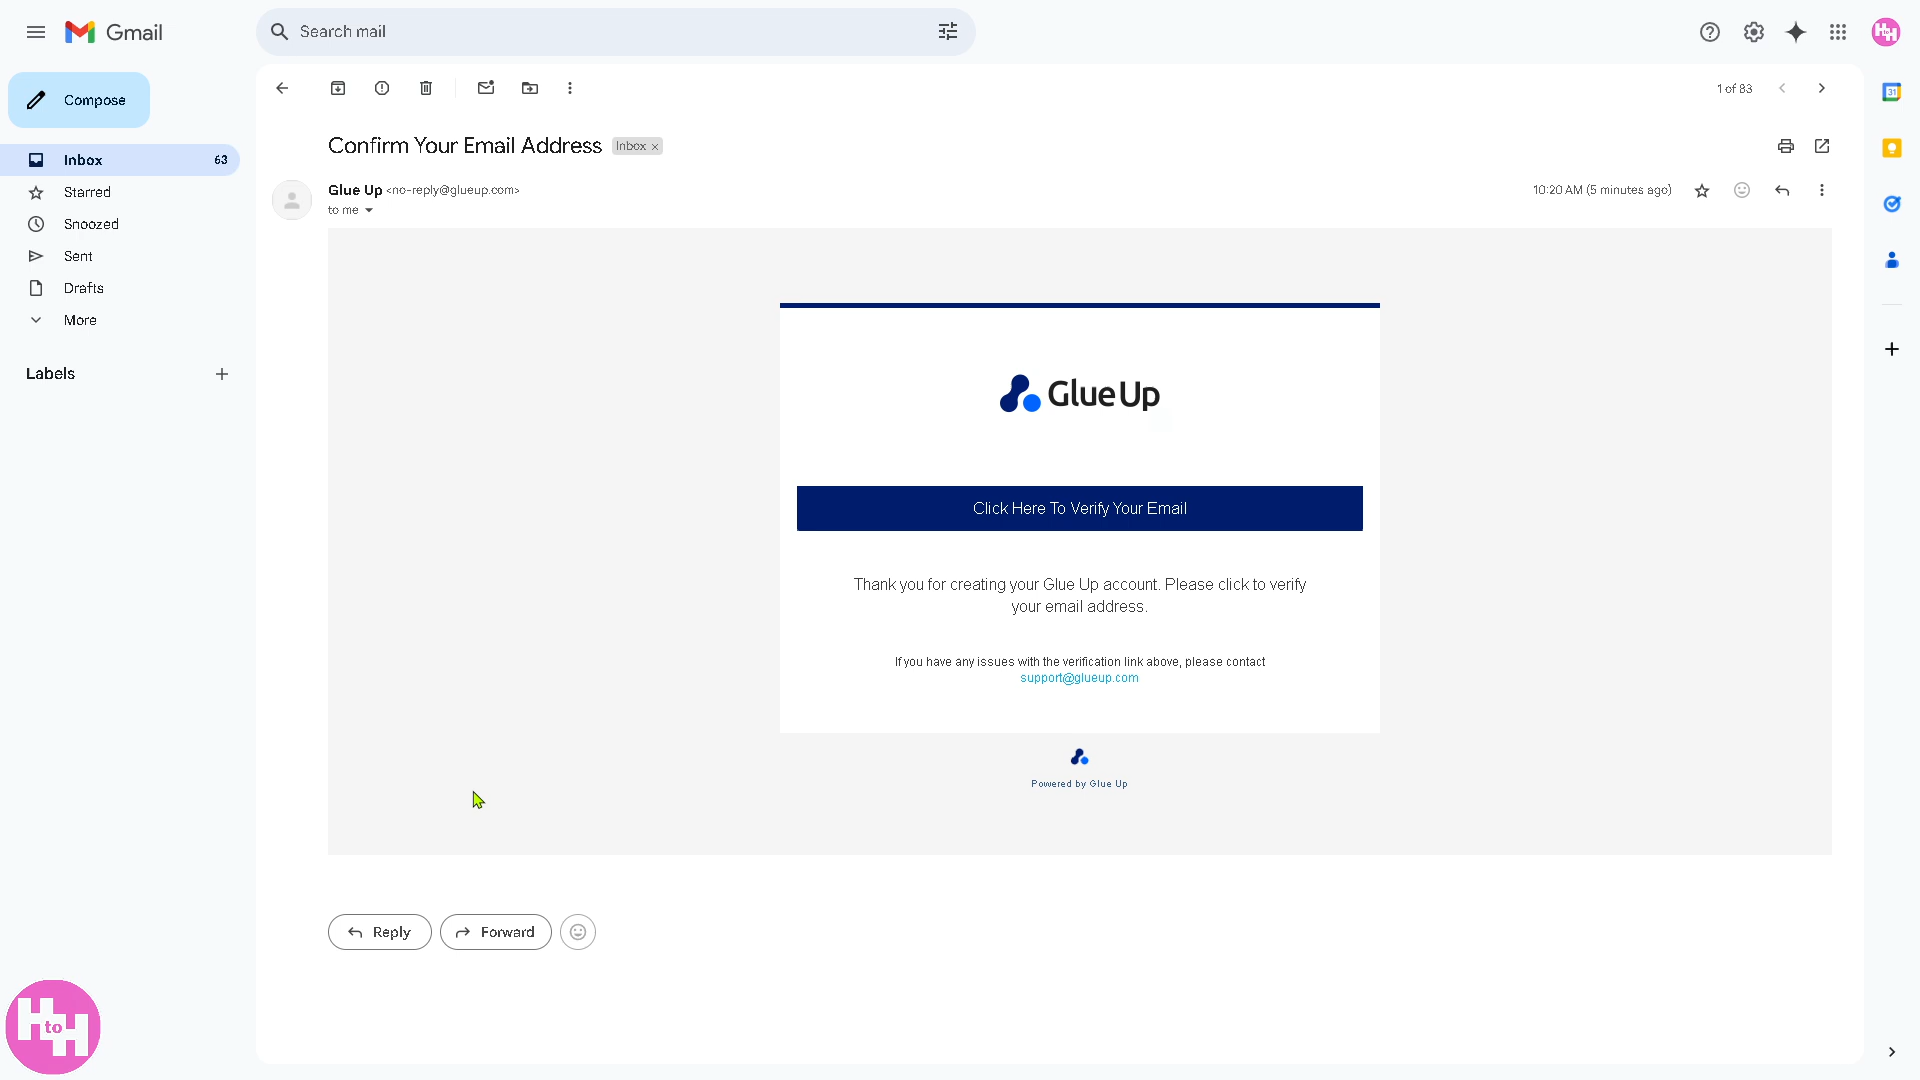 Gmail
Search mail
Compose
1 of 83
Confirm Your Email Address
Inbox ×
Inbox 63
Glue Up <no-reply@glueup.com>
10:20 AM (5 minutes ago)
to me
Starred
Snoozed
Sent
Drafts
More
Labels
31
GlueUp
Click Here To Verify Your Email
Thank you for creating your Glue Up account. Please click to verify
your email address.
If you have any issues with the verification link above, please contact
support@glueup.com
Powered by Glue Up
Reply
Forward
H to H